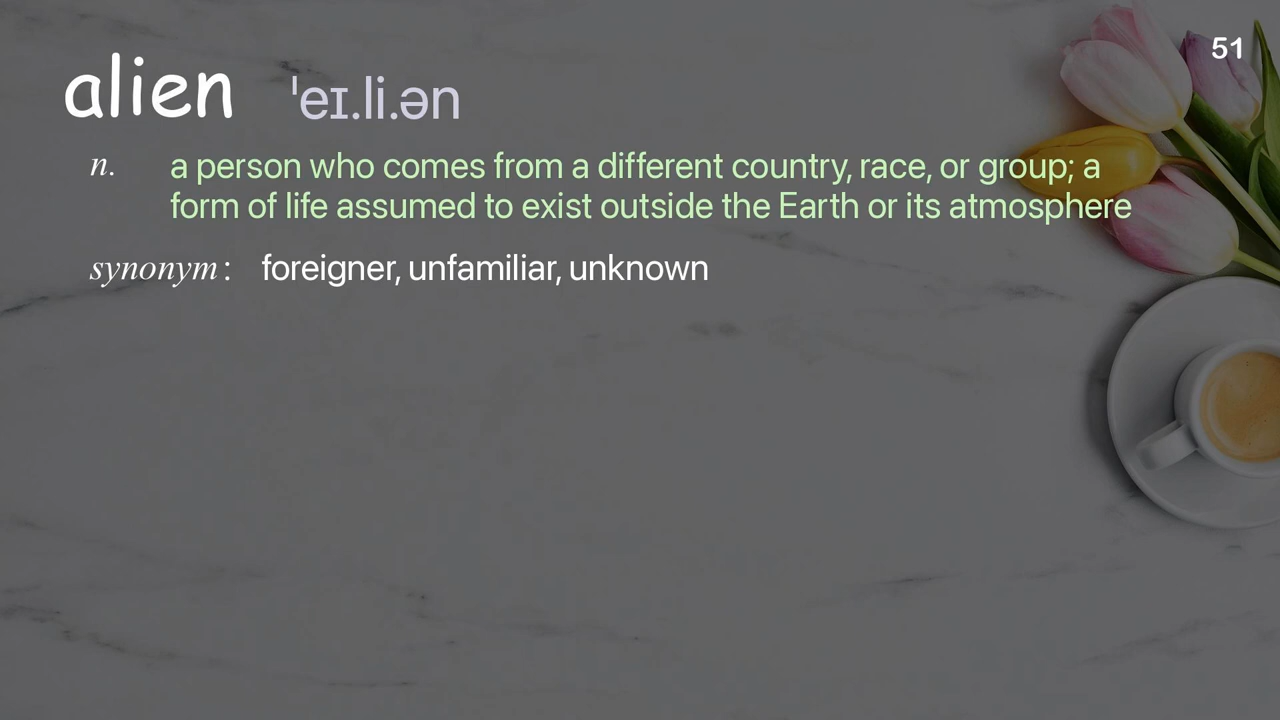 51
alien ˈeɪ.li.ən
n. a person who comes from a different country, race, or group; a
form of life assumed to exist outside the Earth or its atmosphere
synonym: foreigner, unfamiliar, unknown